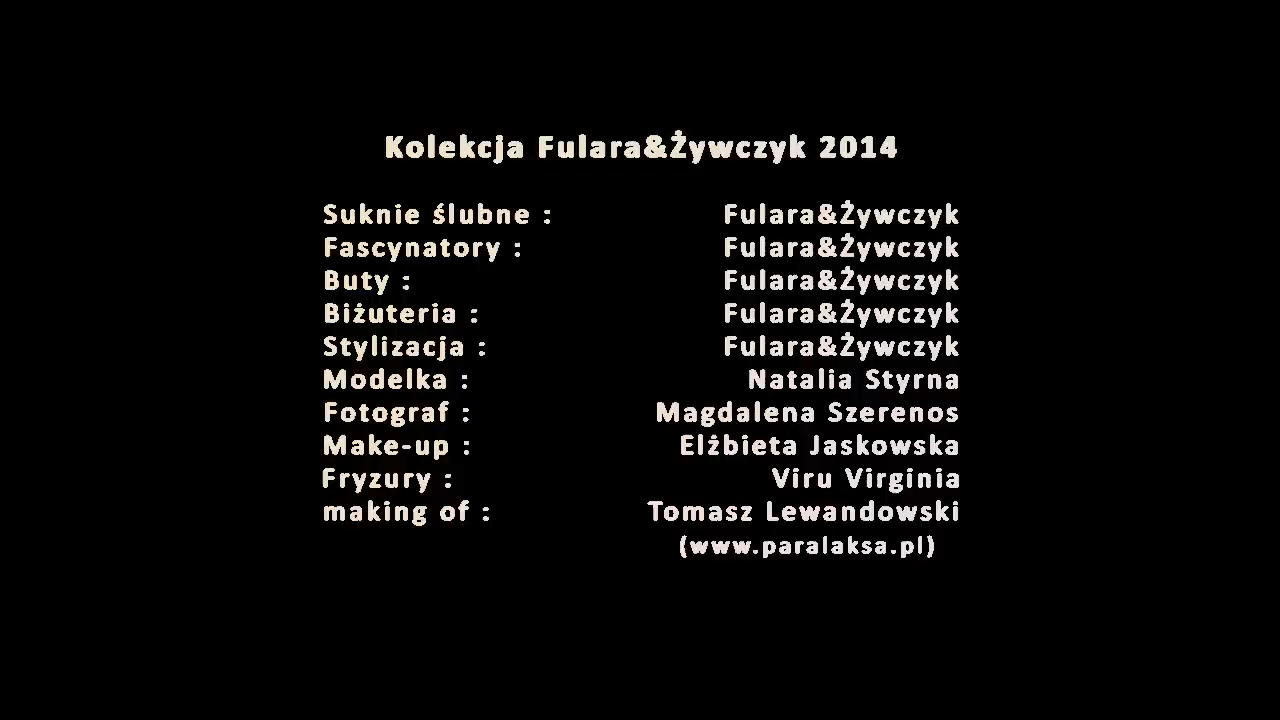 Kolekcja Fulara&Żywczyk 2014
Suknie ślubne : Fulara&Żywczyk
Fascynatory : Fulara&Żywczyk
Buty : Fulara&Żywczyk
Biżuteria : Fulara&Żywczyk
Stylizacja : Fulara&Żywczyk
Modelka : Natalia Styrna
Fotograf : Magdalena Szerenos
Make-up : Elżbieta Jaskowska
Fryzury : Viru Virginia
making of : Tomasz Lewandowski
(www.paralaksa.pl)